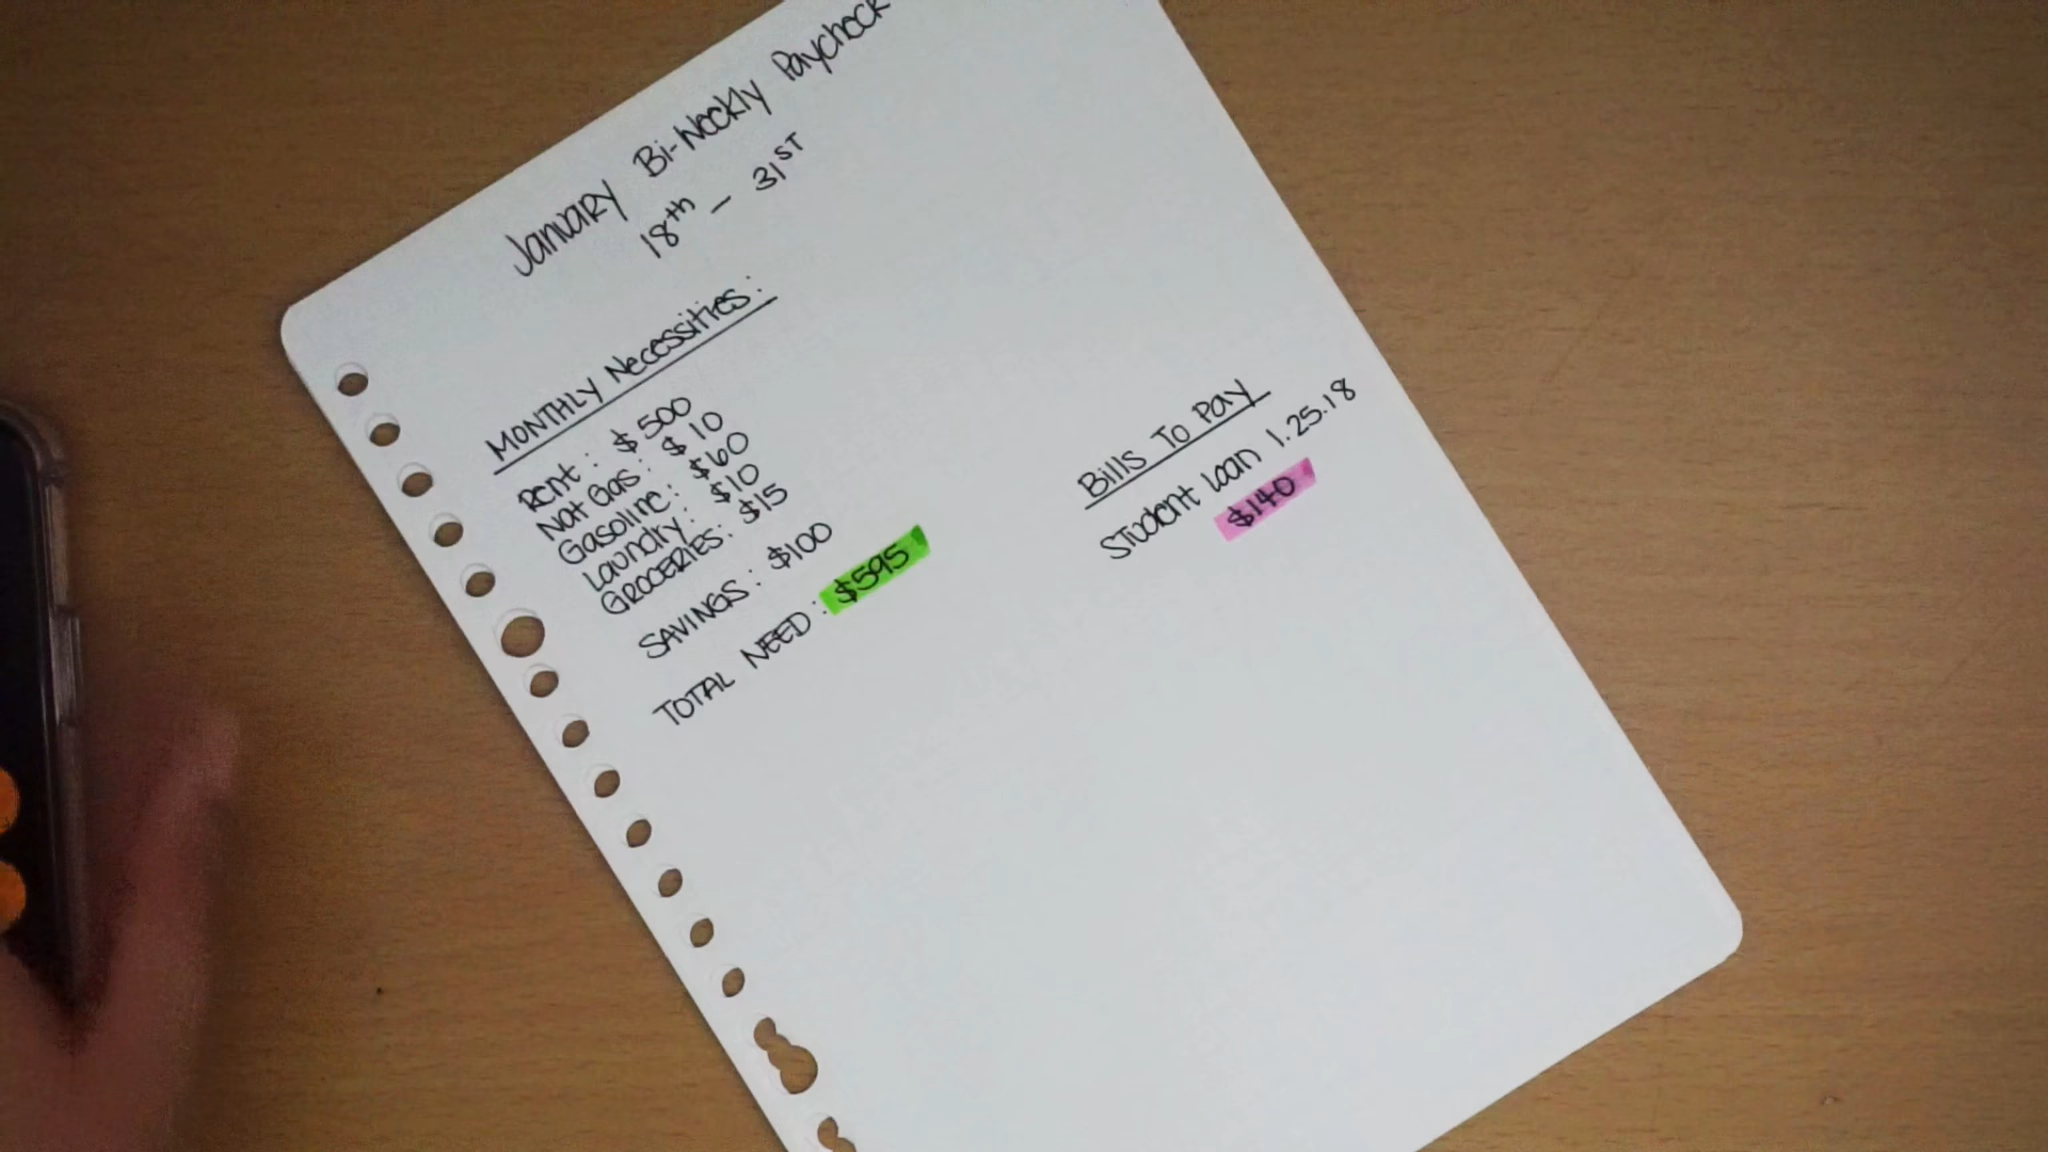 January Bi-Weekly Paycheck
18th – 31ST
MONTHLY Necessities:
Rent: $500
Nat Gas: $10
Gasoline: $60
Laundry: $10
GROCERIES: $15
SAVINGS: $100
TOTAL NEED: $595
Bills To Pay
Student Loan 1.25.18
$140